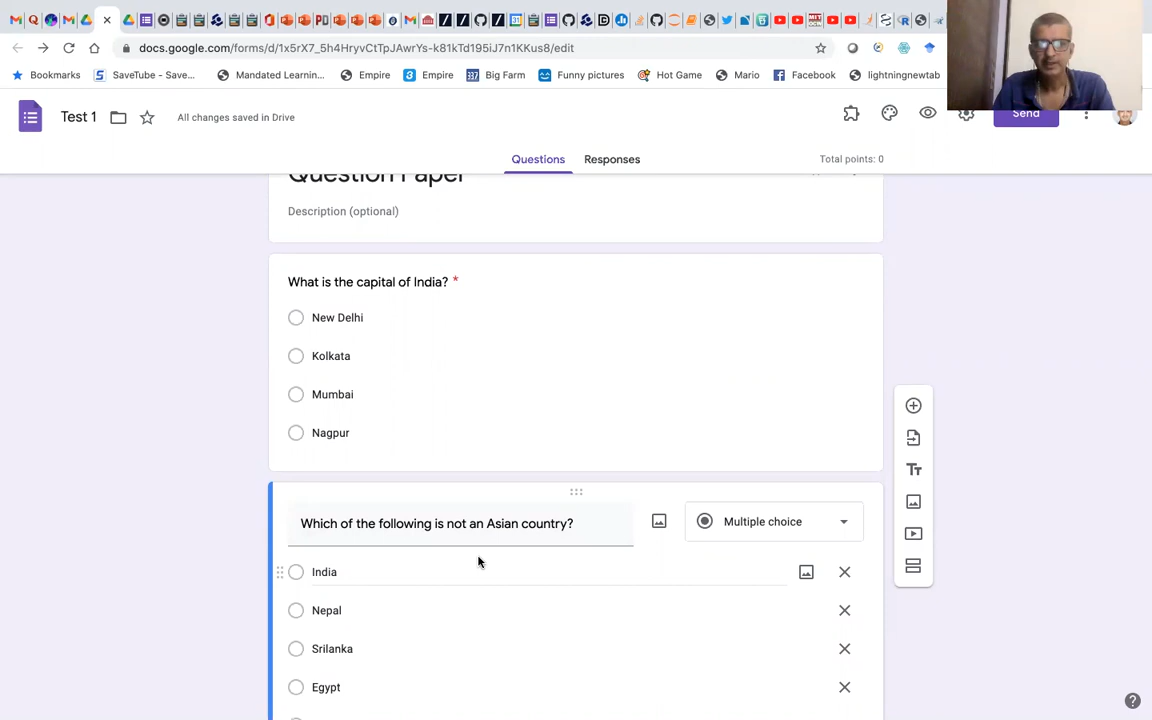 docs.google.com/forms/d/1x5rX7_5h4HryvCtTpJAwrYs-k81kTd195iJ7n1KKus8/edit
Bookmarks SaveTube - Save... Mandated Learnin... Empire Empire Big Farm Funny pictures Hot Game Mario Facebook lightningnewtab
Test 1 All changes saved in Drive Send
Questions Responses Total points: 0
Question Paper
Description (optional)
What is the capital of India? *
New Delhi
Kolkata
Mumbai
Nagpur
Which of the following is not an Asian country? Multiple choice
India
Nepal
Srilanka
Egypt